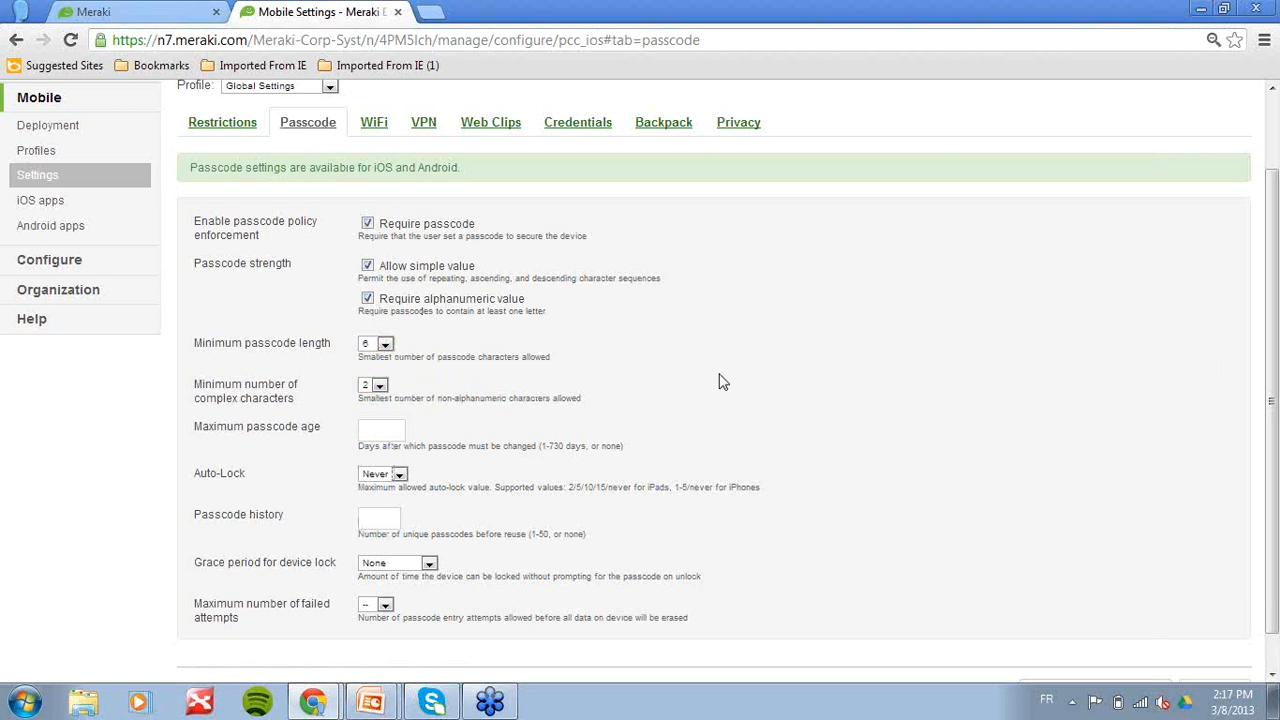 Meraki
Mobile Settings - Meraki
https://n7.meraki.com/Meraki-Corp-Syst/n/4PM5Ich/manage/configure/pcc_ios#tab=passcode
Suggested Sites Bookmarks Imported From IE Imported From IE (1)
Profile: Global Settings
Mobile
Deployment
Profiles
Settings
iOS apps
Android apps
Configure
Organization
Help
Restrictions Passcode WiFi VPN Web Clips Credentials Backpack Privacy
Passcode settings are available for iOS and Android.
Enable passcode policy
enforcement
Require passcode
Require that the user set a passcode to secure the device
Passcode strength
Allow simple value
Permit the use of repeating, ascending, and descending character sequences
Require alphanumeric value
Require passcodes to contain at least one letter
Minimum passcode length
6
Smallest number of passcode characters allowed
Minimum number of
complex characters
2
Smallest number of non-alphanumeric characters allowed
Maximum passcode age
Days after which passcode must be changed (1-730 days, or none)
Auto-Lock
Never
Maximum allowed auto-lock value. Supported values: 2/5/10/15/never for iPads, 1-5/never for iPhones
Passcode history
Number of unique passcodes before reuse (1-50, or none)
Grace period for device lock
None
Amount of time the device can be locked without prompting for the passcode on unlock
Maximum number of failed
attempts
--
Number of passcode entry attempts allowed before all data on device will be erased
FR
2:17 PM
3/8/2013